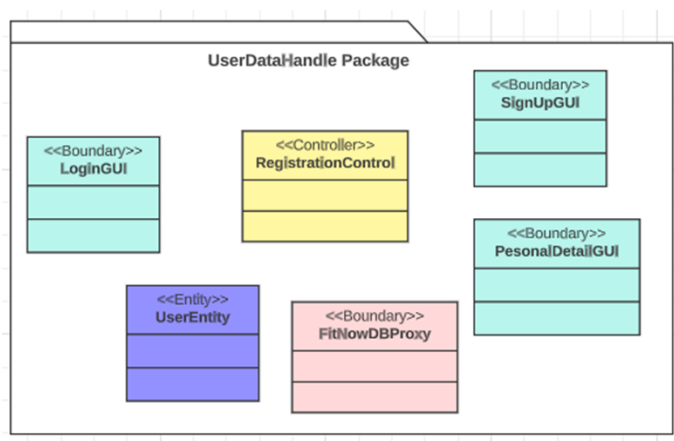 UserDataHandle Package
<<Boundary>>
SignUpGUI
<<Controller>>
RegistrationControl
<<Boundary>>
LoginGUI
<<Boundary>>
PesonalDetailGUI
<<Entity>>
UserEntity
<<Boundary>>
FitNowDBProxy